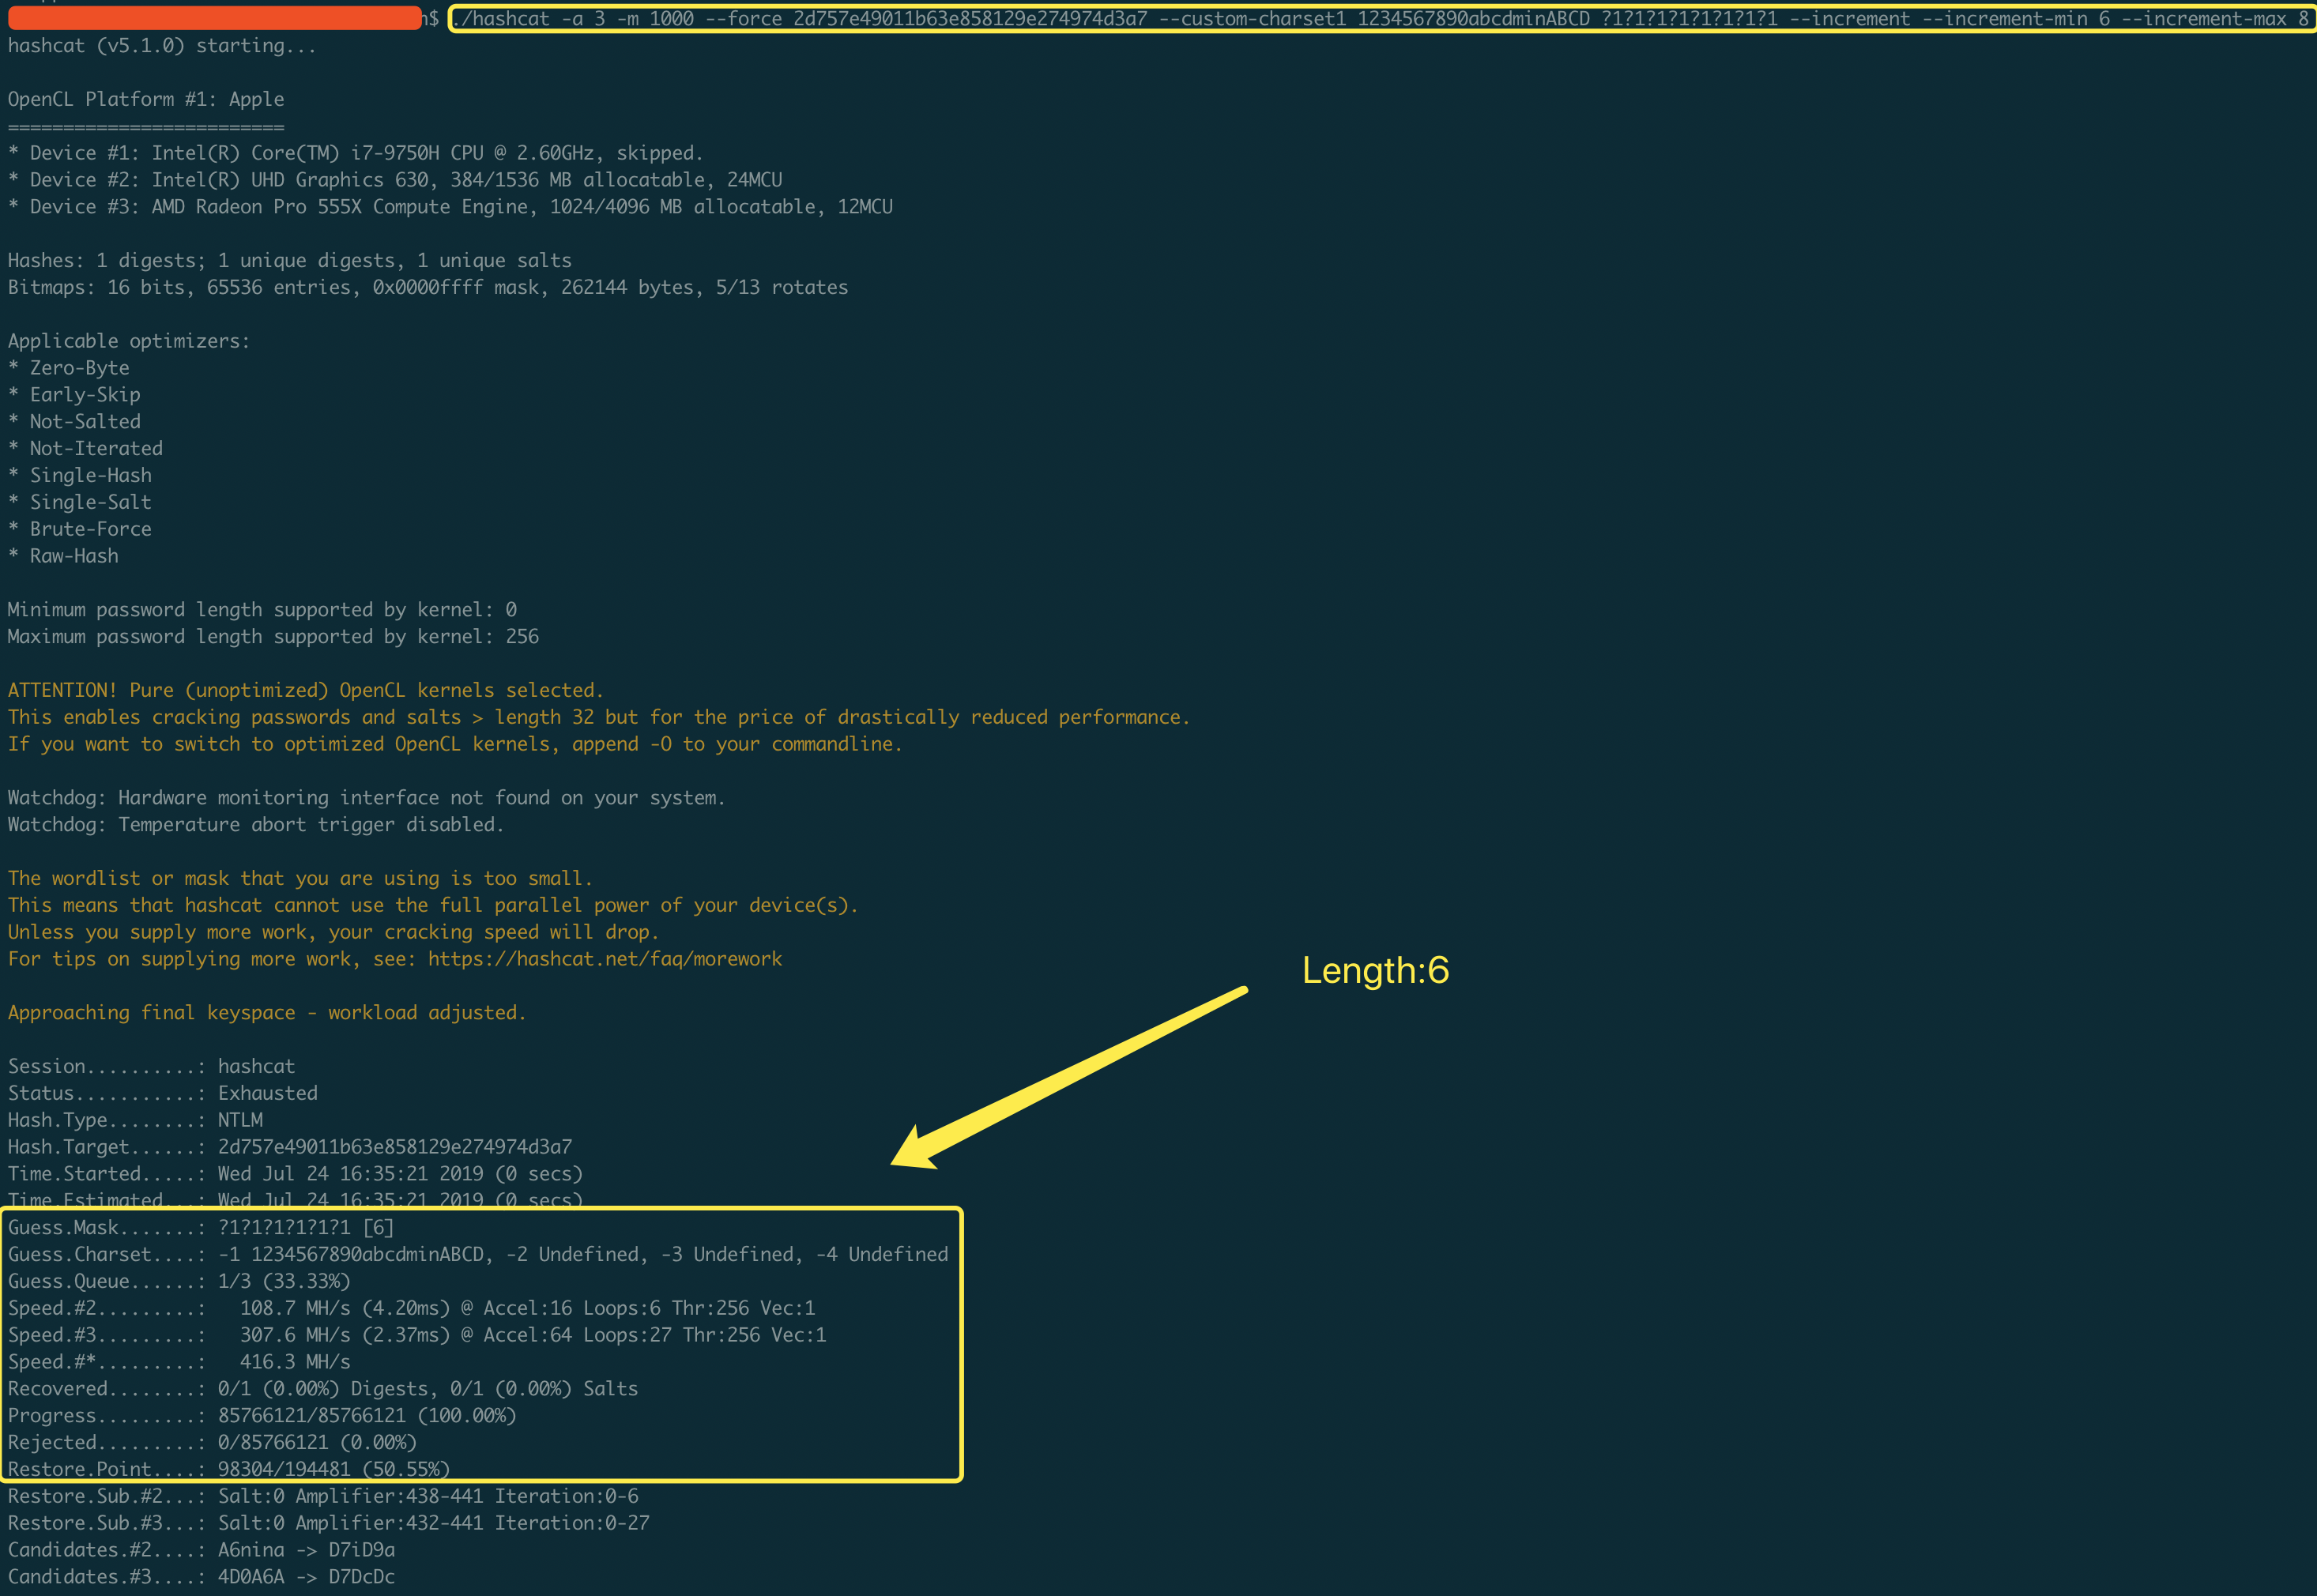 n$ ./hashcat -a 3 -m 1000 --force 2d757e49011b63e858129e274974d3a7 --custom-charset1 1234567890abcdminABCD ?1?1?1?1?1?1?1?1 --increment --increment-min 6 --increment-max 8
hashcat (v5.1.0) starting...
OpenCL Platform #1: Apple
=========================
* Device #1: Intel(R) Core(TM) i7-9750H CPU @ 2.60GHz, skipped.
* Device #2: Intel(R) UHD Graphics 630, 384/1536 MB allocatable, 24MCU
* Device #3: AMD Radeon Pro 555X Compute Engine, 1024/4096 MB allocatable, 12MCU
Hashes: 1 digests; 1 unique digests, 1 unique salts
Bitmaps: 16 bits, 65536 entries, 0x0000ffff mask, 262144 bytes, 5/13 rotates
Applicable optimizers:
* Zero-Byte
* Early-Skip
* Not-Salted
* Not-Iterated
* Single-Hash
* Single-Salt
* Brute-Force
* Raw-Hash
Minimum password length supported by kernel: 0
Maximum password length supported by kernel: 256
ATTENTION! Pure (unoptimized) OpenCL kernels selected.
This enables cracking passwords and salts > length 32 but for the price of drastically reduced performance.
If you want to switch to optimized OpenCL kernels, append -O to your commandline.
Watchdog: Hardware monitoring interface not found on your system.
Watchdog: Temperature abort trigger disabled.
The wordlist or mask that you are using is too small.
This means that hashcat cannot use the full parallel power of your device(s).
Unless you supply more work, your cracking speed will drop.
For tips on supplying more work, see: https://hashcat.net/faq/morework
Length:6
Approaching final keyspace - workload adjusted.
Session..........: hashcat
Status...........: Exhausted
Hash.Type........: NTLM
Hash.Target......: 2d757e49011b63e858129e274974d3a7
Time.Started.....: Wed Jul 24 16:35:21 2019 (0 secs)
Time.Estimated...: Wed Jul 24 16:35:21 2019 (0 secs)
Guess.Mask.......: ?1?1?1?1?1?1 [6]
Guess.Charset....: -1 1234567890abcdminABCD, -2 Undefined, -3 Undefined, -4 Undefined
Guess.Queue......: 1/3 (33.33%)
Speed.#2.........:   108.7 MH/s (4.20ms) @ Accel:16 Loops:6 Thr:256 Vec:1
Speed.#3.........:   307.6 MH/s (2.37ms) @ Accel:64 Loops:27 Thr:256 Vec:1
Speed.#*.........:   416.3 MH/s
Recovered........: 0/1 (0.00%) Digests, 0/1 (0.00%) Salts
Progress.........: 85766121/85766121 (100.00%)
Rejected.........: 0/85766121 (0.00%)
Restore.Point....: 98304/194481 (50.55%)
Restore.Sub.#2...: Salt:0 Amplifier:438-441 Iteration:0-6
Restore.Sub.#3...: Salt:0 Amplifier:432-441 Iteration:0-27
Candidates.#2....: A6nina -> D7iD9a
Candidates.#3....: 4D0A6A -> D7DcDc